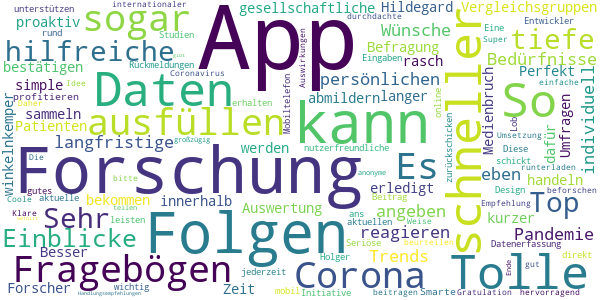 unterstützen
internationaler
gesellschaftliche
Hildegard
Vergleichsgruppen
proaktiv
sogar
App
durchdachte
Entwickler
rund
Studien
Wünsche
Eine
Super
tiefe
hilfreiche
Rückmeldungen
Auswirkungen
Befragung
rasch
Bedürfnisse
bestätigen
Coronavirus
Eingaben
persönlichen
Perfekt
simple
Idee
Daten
Mobiltelefon
abmildern
langer
schneller
Medienbruch
einfache
profitieren
Daher
erhalten
online
So
individuell
sammeln
ausfüllen
kann
zurückschicken
Lob
Umsetzung
dafür
Umfragen
Patienten
großzügig
nutzerfreundliche
Diese
winkelnkemper
langfristige
werden
Es
schickt
runterladen
Die
Forschung
anonyme
Beitrag
erledigt
eben
Design
beforschen
Coole
aktuelle
bitte
innerhalb
Empfehlung
handeln
gutes
Sehr
bekommen
Auswertung
ans
angeben
kurzer
Top
Klare
teilen
leisten
Folgen
aktuellen
Weise
reagieren
Pandemie
Einblicke
Seriöse
beurteilen
Trends
Datenerfassung
Besser
Fragebögen
jederzeit
Holger
Corona
Tolle
Ende
gut
direkt
Forscher
wichtig
Zeit
mobil
beitragen
Smarte
Handlungsempfehlungen
Initiative
Gratulation
hervorragend